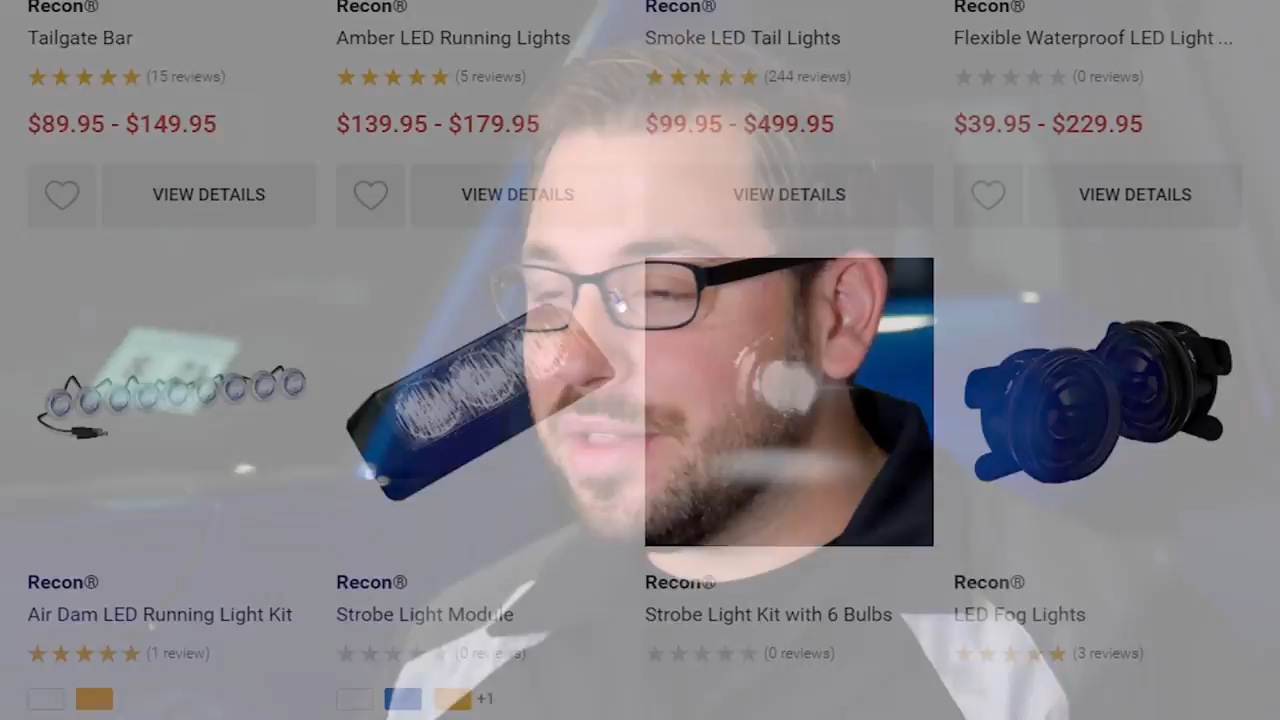 Recon® Recon® Recon® Recon®
Tailgate Bar Amber LED Running Lights Smoke LED Tail Lights Flexible Waterproof LED Light ...
(15 reviews) (5 reviews) (244 reviews) (0 reviews)
$89.95 - $149.95 $139.95 - $179.95 $99.95 - $499.95 $39.95 - $229.95
VIEW DETAILS VIEW DETAILS VIEW DETAILS VIEW DETAILS
Recon® Recon® Recon® Recon®
Air Dam LED Running Light Kit Strobe Light Module Strobe Light Kit with 6 Bulbs LED Fog Lights
(1 review) (0 reviews) (0 reviews) (3 reviews)
+1